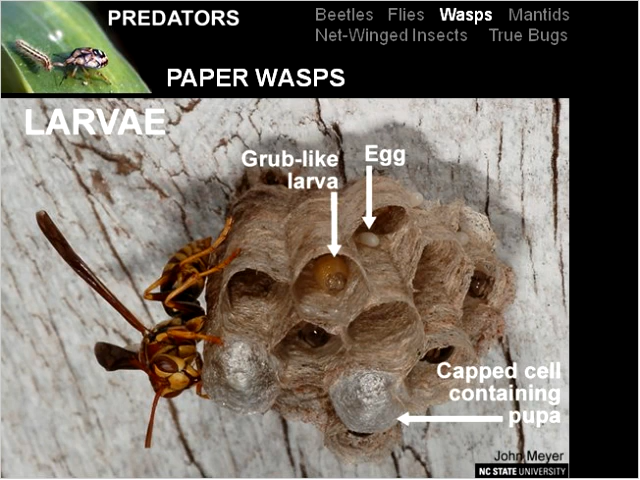 PREDATORS
Beetles Flies Wasps Mantids
Net-Winged Insects True Bugs
PAPER WASPS
LARVAE
Grub-like
larva
Egg
Capped cell
containing
pupa
John Meyer
NC STATE UNIVERSITY